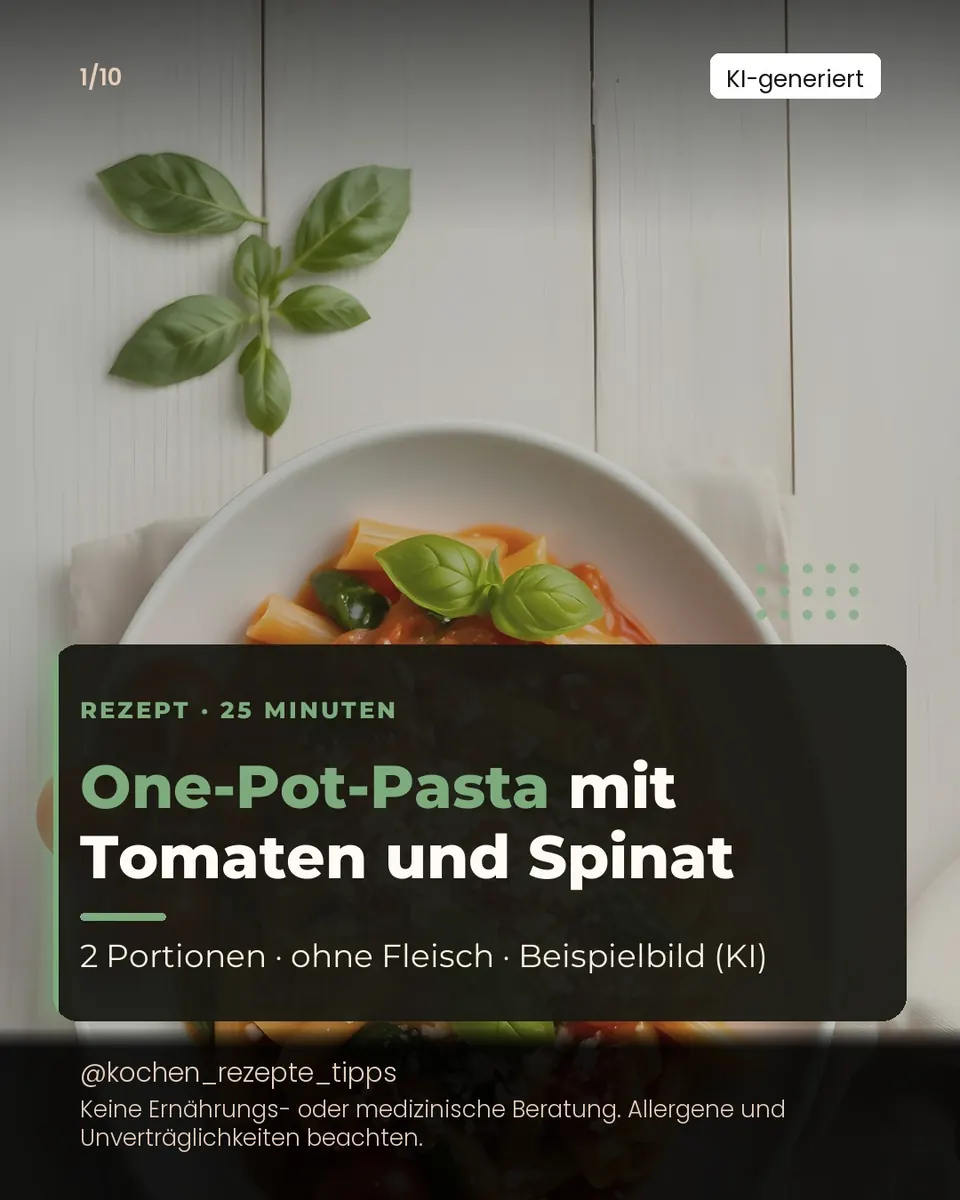 1/10
KI-generiert
REZEPT · 25 MINUTEN
One-Pot-Pasta mit
Tomaten und Spinat
2 Portionen · ohne Fleisch · Beispielbild (KI)
@kochen_rezepte_tipps
Keine Ernährungs- oder medizinische Beratung. Allergene und
Unverträglichkeiten beachten.